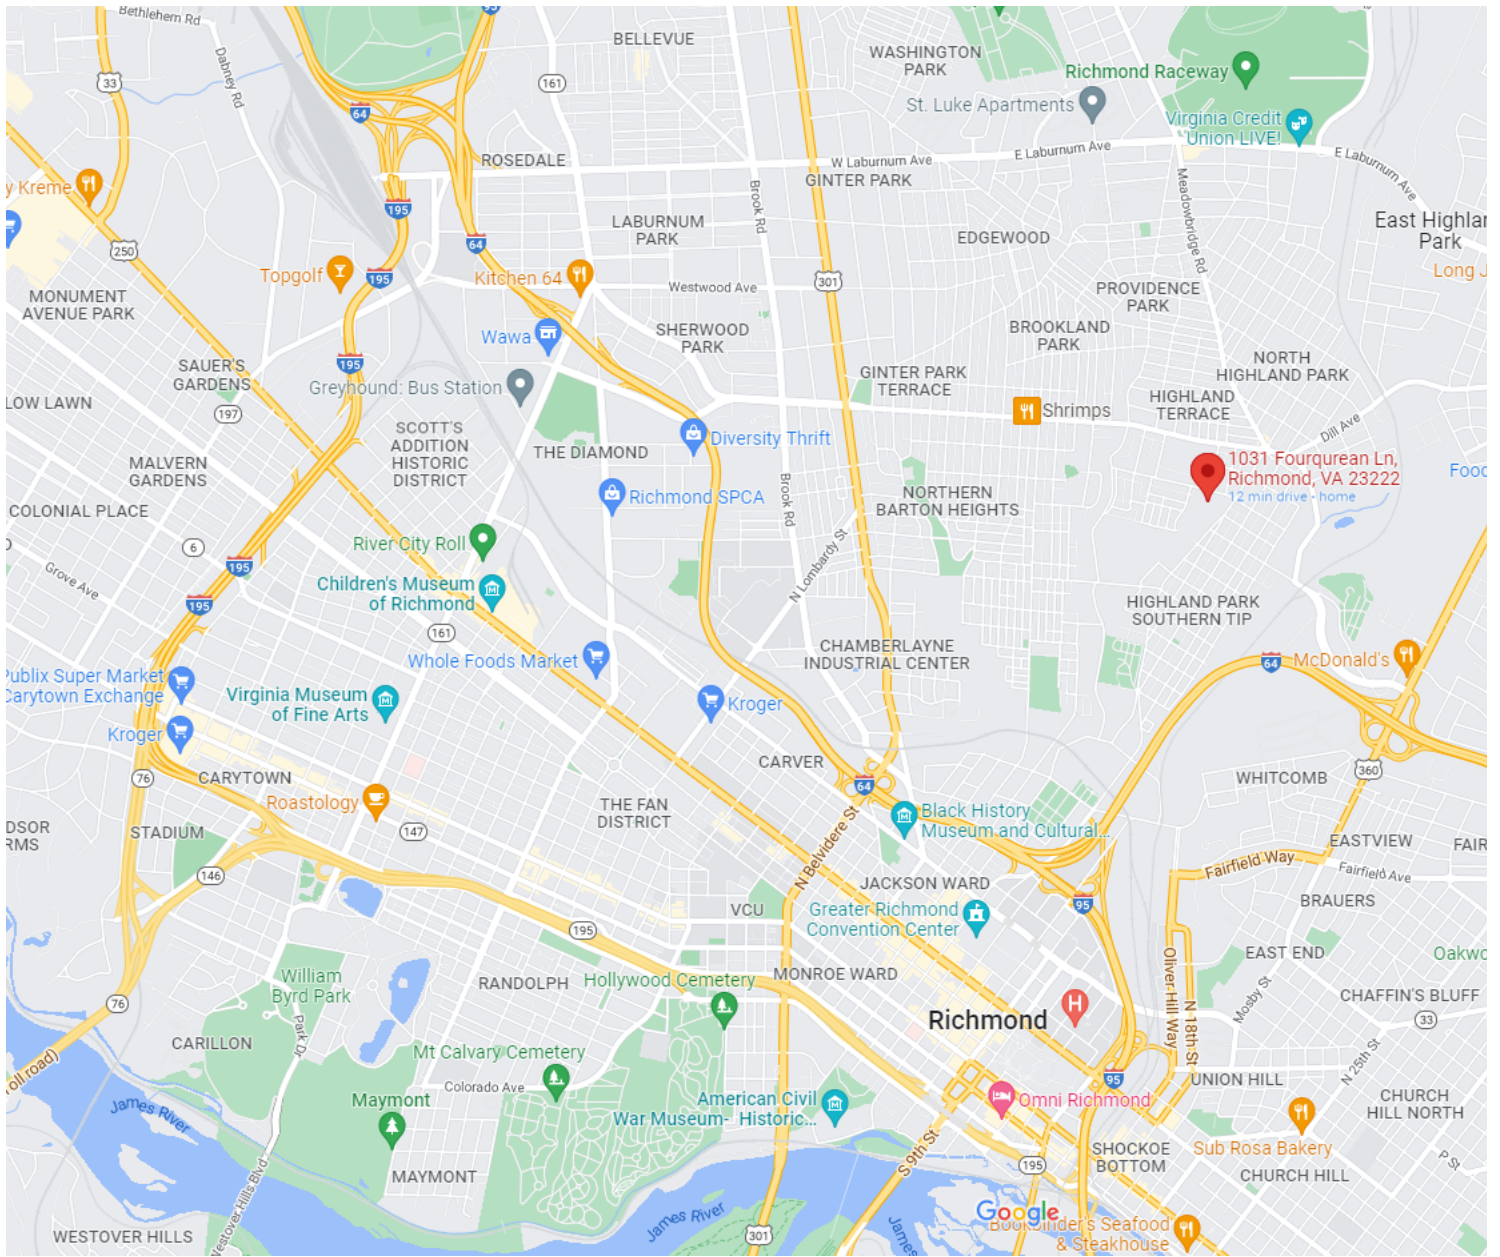 Bethlehem Rd
95
BELLEVUE
WASHINGTON
PARK
33
Dabney Rd
161
Richmond Raceway
64
St. Luke Apartments
Virginia Credit
Union LIVE!
E Laburnum Ave
W Laburnum Ave
E Laburnum Ave
ROSEDALE
GINTER PARK
y Kreme
195
Brook Rd
Meadowbridge Rd
LABURNUM
PARK
East Highlan
Park
250
64
EDGEWOOD
Topgolf
195
Kitchen 64
301
Long J
MONUMENT
AVENUE PARK
Westwood Ave
PROVIDENCE
PARK
Wawa
SHERWOOD
PARK
BROOKLAND
PARK
195
SAUER'S
GARDENS
GINTER PARK
TERRACE
NORTH
HIGHLAND PARK
Greyhound: Bus Station
LOW LAWN
197
Shrimps
HIGHLAND
TERRACE
SCOTT'S
ADDITION
HISTORIC
DISTRICT
Diversity Thrift
Dill Ave
THE DIAMOND
MALVERN
GARDENS
1031 Fourqurean Ln,
Richmond, VA 23222
12 min drive • home
Food
Richmond SPCA
Brook Rd
NORTHERN
BARTON HEIGHTS
COLONIAL PLACE
River City Roll
6
195
Grove Ave
N Lombardy St
Children's Museum
of Richmond
195
HIGHLAND PARK
SOUTHERN TIP
161
CHAMBERLAYNE
INDUSTRIAL CENTER
Whole Foods Market
64
McDonald's
Publix Super Market
Carytown Exchange
Virginia Museum
of Fine Arts
Kroger
Kroger
CARVER
360
76
CARYTOWN
64
WHITCOMB
Roastology
THE FAN
DISTRICT
Black History
Museum and Cultural...
DSOR
RMS
STADIUM
147
N Belvidere St
EASTVIEW
FAIR
Fairfield Way
Fairfield Ave
146
JACKSON WARD
BRAUERS
VCU
Greater Richmond
Convention Center
95
195
EAST END
Oakwo
William
Byrd Park
RANDOLPH
Hollywood Cemetery
MONROE WARD
Oliver Hill Way
N 18th St
Mosby St
CHAFFIN'S BLUFF
76
33
Richmond
H
Park Dr
CARILLON
Mt Calvary Cemetery
N 25th St
oll road)
Colorado Ave
95
UNION HILL
Maymont
American Civil
War Museum- Historic...
Omni Richmond
CHURCH
HILL NORTH
James River
S 9th St
Sub Rosa Bakery
SHOCKOE
BOTTOM
195
P St
MAYMONT
CHURCH HILL
Westover Hills Blvd
James River
James
Google
WESTOVER HILLS
301
Bookbinder's Seafood
& Steakhouse